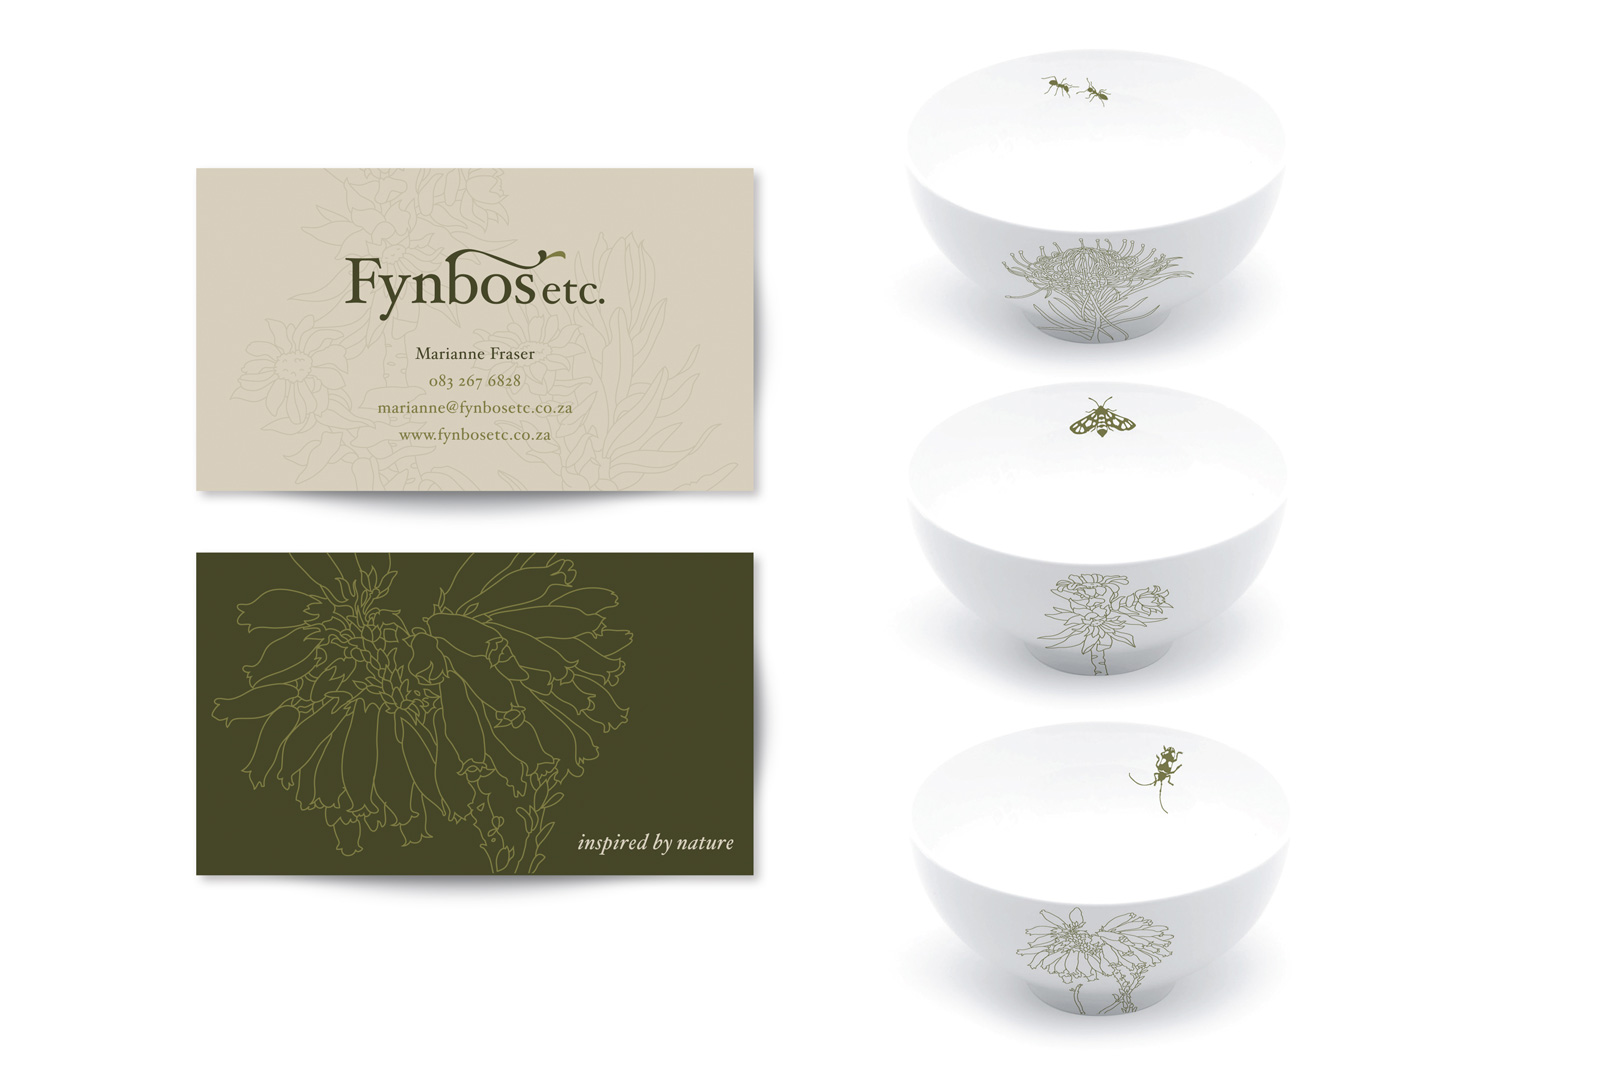 Fynbos etc.
Marianne Fraser
083 267 6828
marianne@fynbosetc.co.za
www.fynbosetc.co.za
inspired by nature